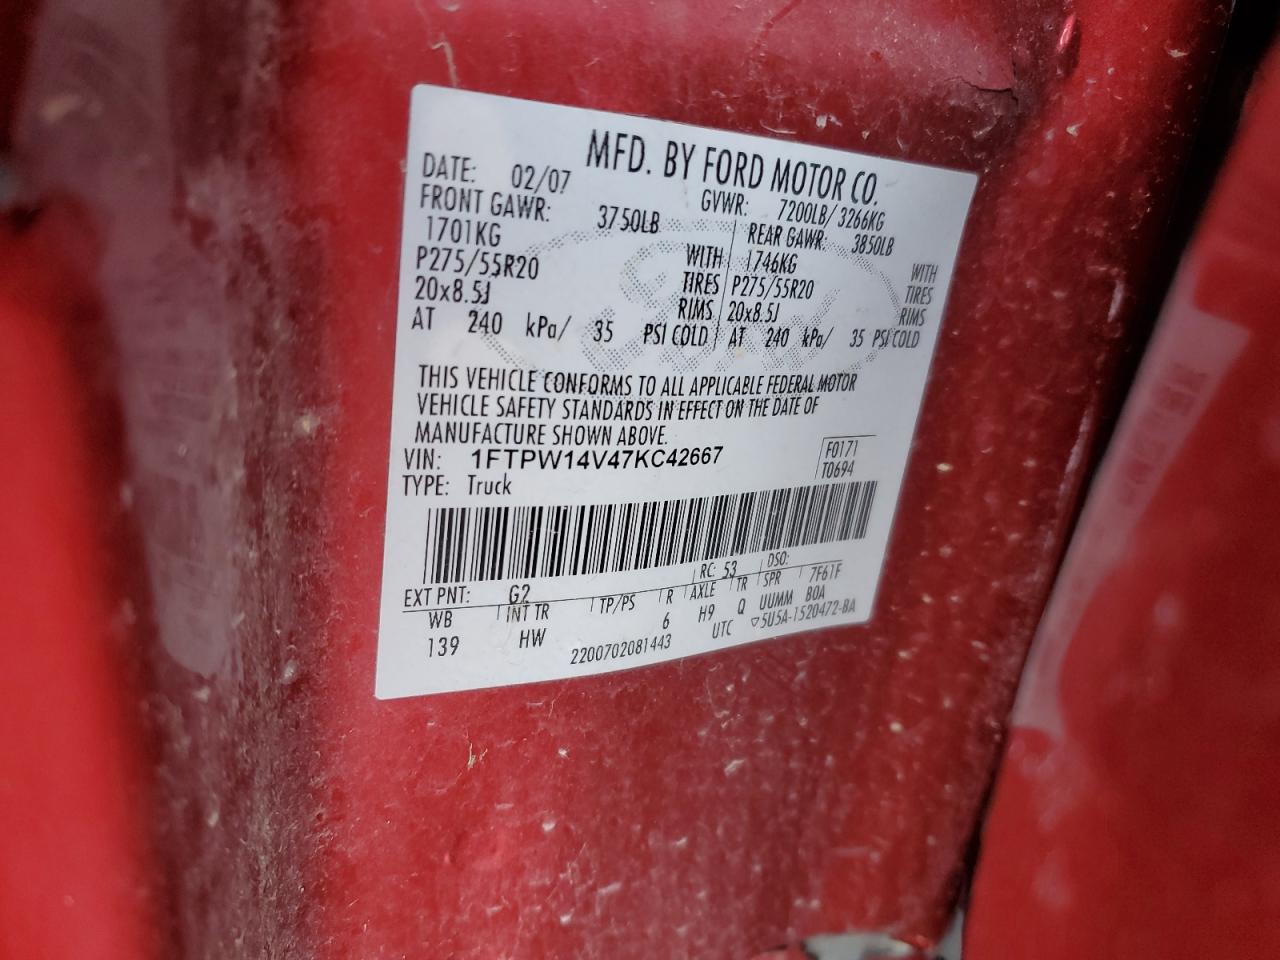 MFD. BY FORD MOTOR CO.
DATE: 02/07 GVWR: 7200LB/ 3266KG
FRONT GAWR: 3750LB REAR GAWR: 3850LB
1701KG WITH 1746KG WITH
P275/55R20 TIRES P275/55R20 TIRES
20x8.5J RIMS 20x8.5J RIMS
AT 240 kPa/ 35 PSI COLD AT 240 kPa/ 35 PSI COLD
THIS VEHICLE CONFORMS TO ALL APPLICABLE FEDERAL MOTOR
VEHICLE SAFETY STANDARDS IN EFFECT ON THE DATE OF
MANUFACTURE SHOWN ABOVE.
VIN: 1FTPW14V47KC42667 F0171
TYPE: Truck T0694
EXT PNT: G2 RC: 53 DSO:
WB INT TR TP/PS R AXLE TR SPR 7F61F
139 HW 6 H9 Q UUMM BOA
2200702081443 UTC ▽5U5A-1520472-BA